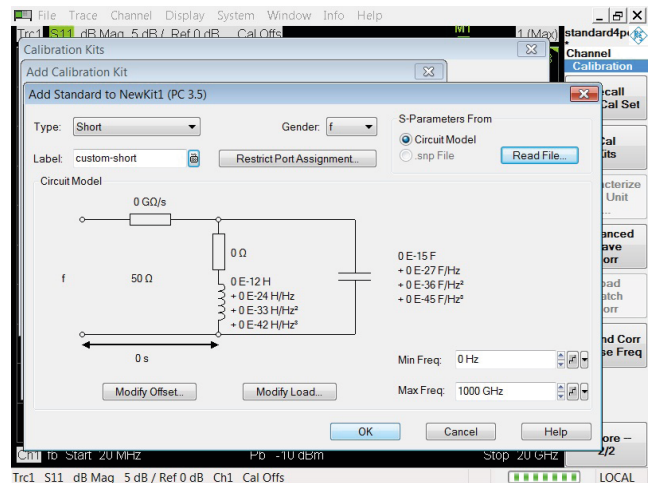 File Trace Channel Display System Window Info Help
Trc1 S11 dB Mag 5 dB / Ref 0 dB Cal Offs M1 1 (Max)
standard4p
Channel
Calibration
Calibration Kits
Add Calibration Kit
Add Standard to NewKit1 (PC 3.5)
Type: Short Gender: f
S-Parameters From
Circuit Model
.snp File Read File...
Label: custom-short Restrict Port Assignment...
Circuit Model
0 GΩ/s
f
50 Ω
0 Ω
0 E-12 H
+ 0 E-24 H/Hz
+ 0 E-33 H/Hz²
+ 0 E-42 H/Hz³
0 E-15 F
+ 0 E-27 F/Hz
+ 0 E-36 F/Hz²
+ 0 E-45 F/Hz³
0 s
Min Freq: 0 Hz
Max Freq: 1000 GHz
Modify Offset... Modify Load...
OK Cancel Help
Cal Set
Unit
2/2
Ch1 fb Start 20 MHz Pb -10 dBm Stop 20 GHz
Trc1 S11 dB Mag 5 dB / Ref 0 dB Ch1 Cal Offs LOCAL